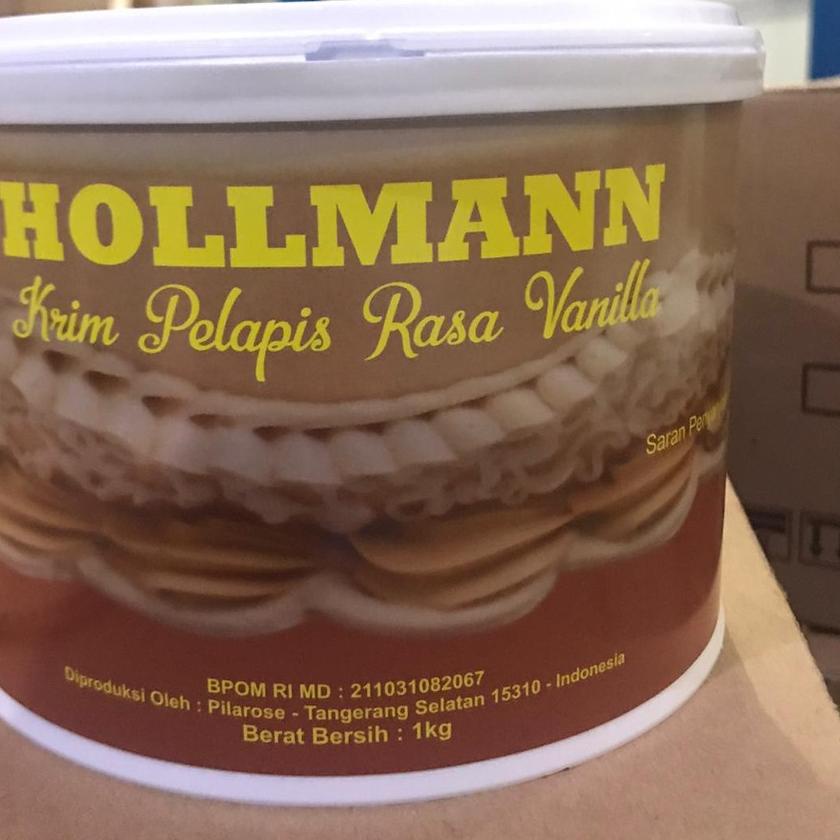 HOLLMANN
Krim Pelapis Rasa Vanilla
Saran
BPOM RI MD : 211031082067
Diproduksi Oleh : Pilarose - Tangerang Selatan 15310 - Indonesia
Berat Bersih : 1kg